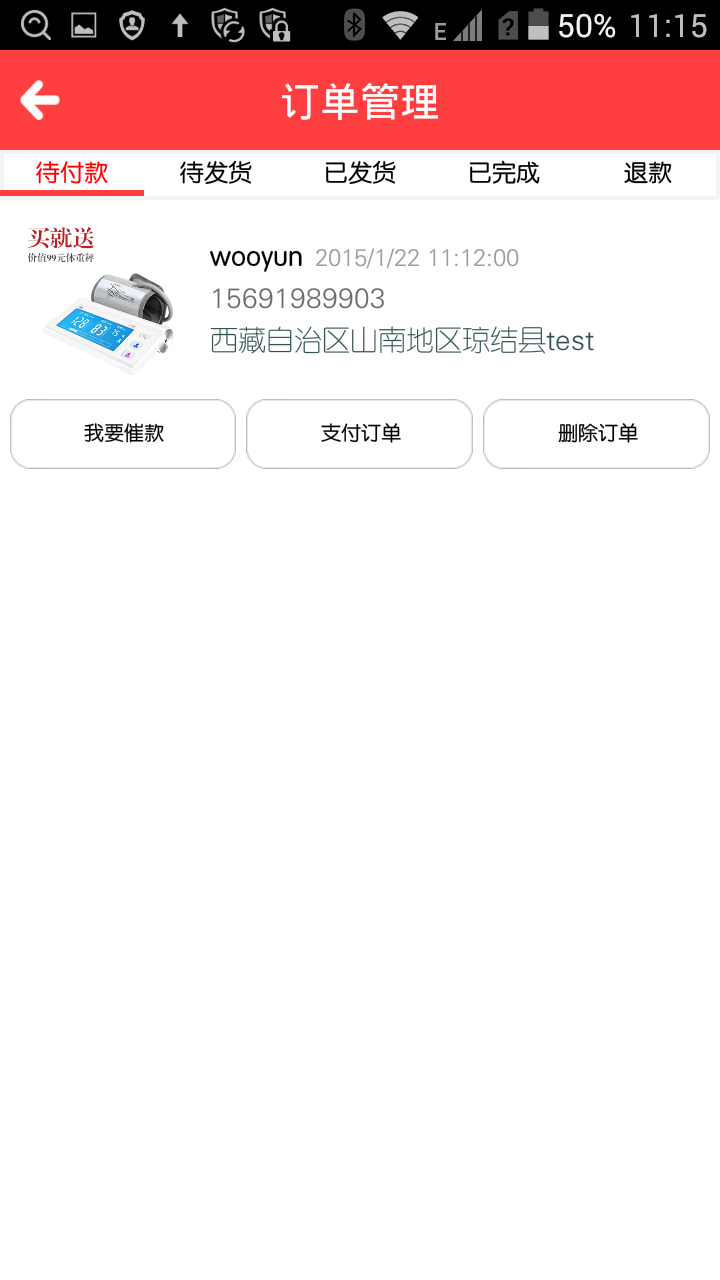 E 50% 11:15
订单管理
待付款 待发货 已发货 已完成 退款
买就送
价值99元体重秤
wooyun 2015/1/22 11:12:00
15691989903
西藏自治区山南地区琼结县test
128 83 75
我要催款 支付订单 删除订单